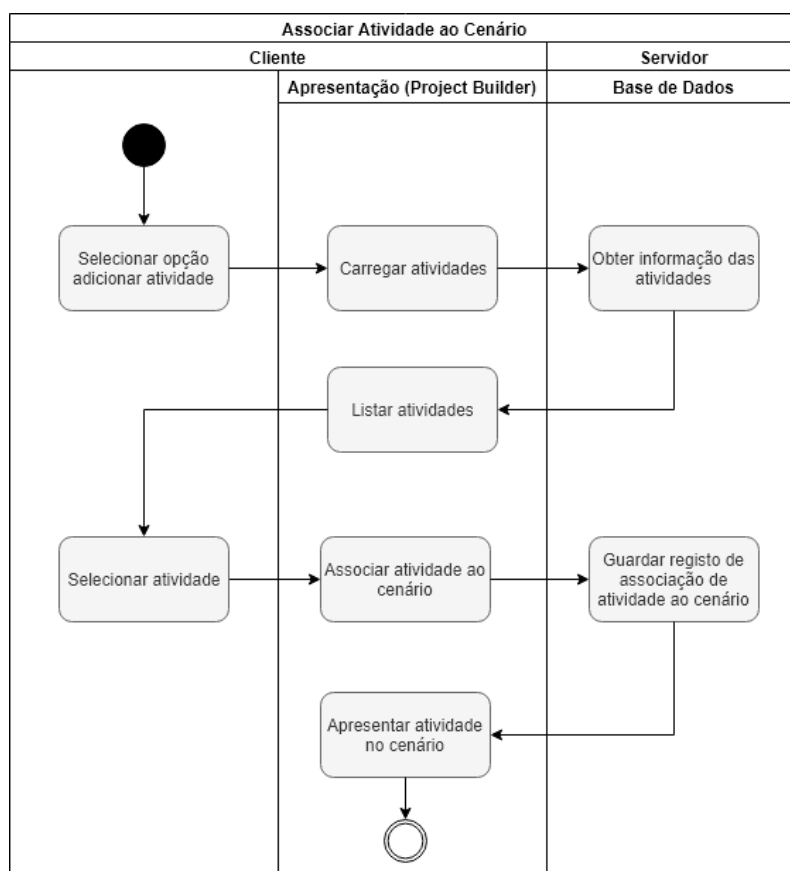 Associar Atividade ao Cenário
Cliente
Servidor
Apresentação (Project Builder)
Base de Dados
Selecionar opção
adicionar atividade
Carregar atividades
Obter informação das
atividades
Listar atividades
Selecionar atividade
Associar atividade ao
cenário
Guardar registo de
associação de
atividade ao cenário
Apresentar atividade
no cenário